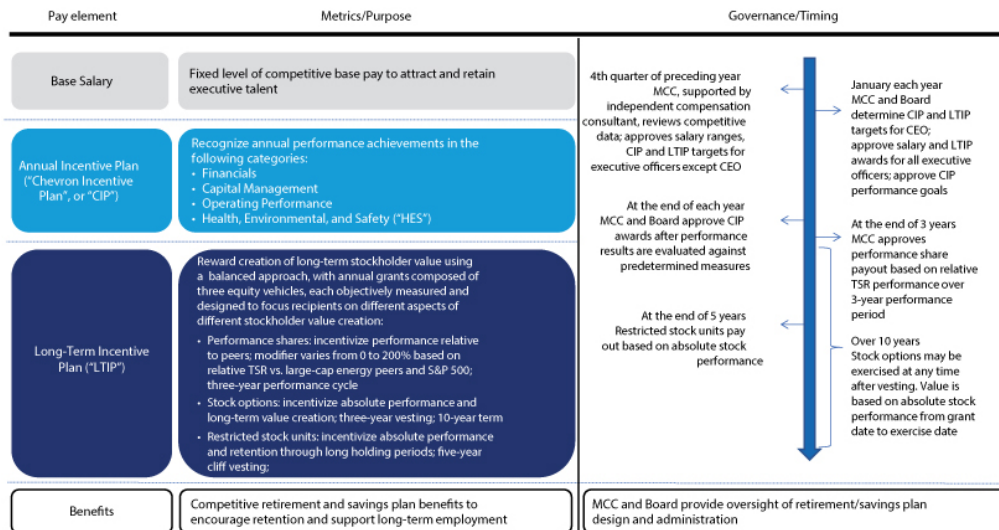 Pay element
Metrics/Purpose
Governance/Timing
Base Salary
Fixed level of competitive base pay to attract and retain
executive talent
Annual Incentive Plan
("Chevron Incentive
Plan", or "CIP")
Recognize annual performance achievements in the
following categories:
• Financials
• Capital Management
• Operating Performance
• Health, Environmental, and Safety ("HES")
Long-Term Incentive
Plan ("LTIP")
Reward creation of long-term stockholder value using
a balanced approach, with annual grants composed of
three equity vehicles, each objectively measured and
designed to focus recipients on different aspects of
different stockholder value creation:
• Performance shares: incentivize performance relative
to peers; modifier varies from 0 to 200% based on
relative TSR vs. large-cap energy peers and S&P 500;
three-year performance cycle
• Stock options: incentivize absolute performance and
long-term value creation; three-year vesting; 10-year term
• Restricted stock units: incentivize absolute performance
and retention through long holding periods; five-year
cliff vesting;
4th quarter of preceding year
MCC, supported by
independent compensation
consultant, reviews competitive
data; approves salary ranges,
CIP and LTIP targets for
executive officers except CEO
January each year
MCC and Board
determine CIP and LTIP
targets for CEO;
approve salary and LTIP
awards for all executive
officers; approve CIP
performance goals
At the end of each year
MCC and Board approve CIP
awards after performance
results are evaluated against
predetermined measures
At the end of 3 years
MCC approves
performance share
payout based on relative
TSR performance over
3-year performance
period
At the end of 5 years
Restricted stock units pay
out based on absolute stock
performance
Over 10 years
Stock options may be
exercised at any time
after vesting. Value is
based on absolute stock
performance from grant
date to exercise date
Benefits
Competitive retirement and savings plan benefits to
encourage retention and support long-term employment
MCC and Board provide oversight of retirement/savings plan
design and administration